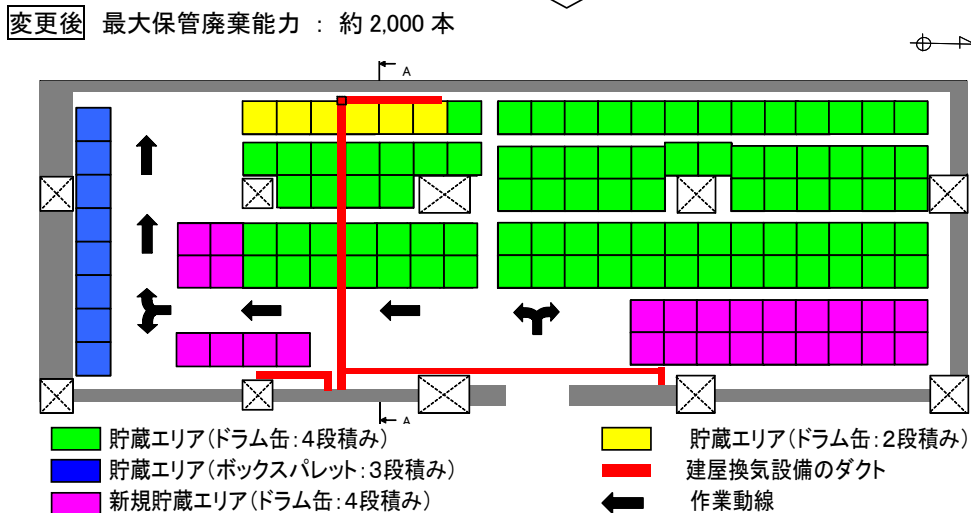 変更後 最大保管廃棄能力 : 約 2,000 本
A
A
貯蔵エリア(ドラム缶:4段積み)
貯蔵エリア(ドラム缶:2段積み)
貯蔵エリア(ボックスパレット:3段積み)
建屋換気設備のダクト
新規貯蔵エリア(ドラム缶:4段積み)
作業動線